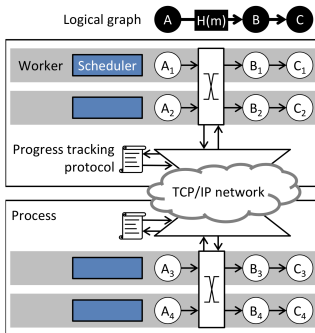 Logical graph A H(m) B C
Worker Scheduler A1 B1 C1
A2 B2 C2
Progress tracking
protocol
TCP/IP network
Process
A3 B3 C3
A4 B4 C4